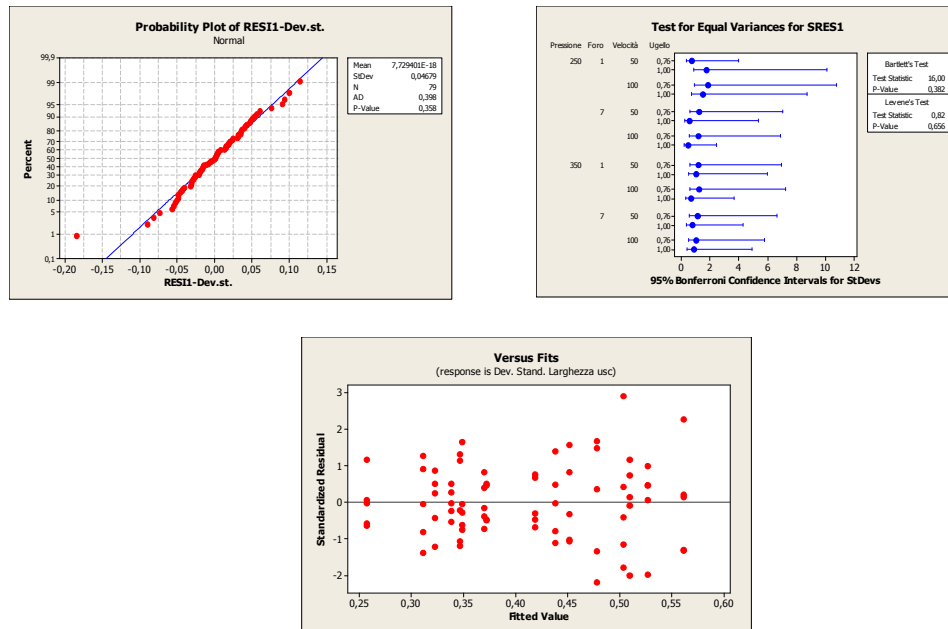 Probability Plot of RESI1-Dev.st.
Normal
Mean 7,729401E-18
StDev 0,04679
N 79
AD 0,398
P-Value 0,358
Percent
99,9
99
95
90
80
70
60
50
40
30
20
10
5
1
0,1
-0,20 -0,15 -0,10 -0,05 0,00 0,05 0,10 0,15
RESI1-Dev.st.
Test for Equal Variances for SRES1
Pressione Foro Velocità Ugello
250 1 50 0,76
1,00
100 0,76
1,00
7 50 0,76
1,00
100 0,76
1,00
350 1 50 0,76
1,00
100 0,76
1,00
7 50 0,76
1,00
100 0,76
1,00
0 2 4 6 8 10 12
95% Bonferroni Confidence Intervals for StDevs
Bartlett's Test
Test Statistic 16,00
P-Value 0,382
Levene's Test
Test Statistic 0,82
P-Value 0,656
Versus Fits
(response is Dev. Stand. Larghezza usc)
Standardized Residual
3
2
1
0
-1
-2
0,25 0,30 0,35 0,40 0,45 0,50 0,55 0,60
Fitted Value